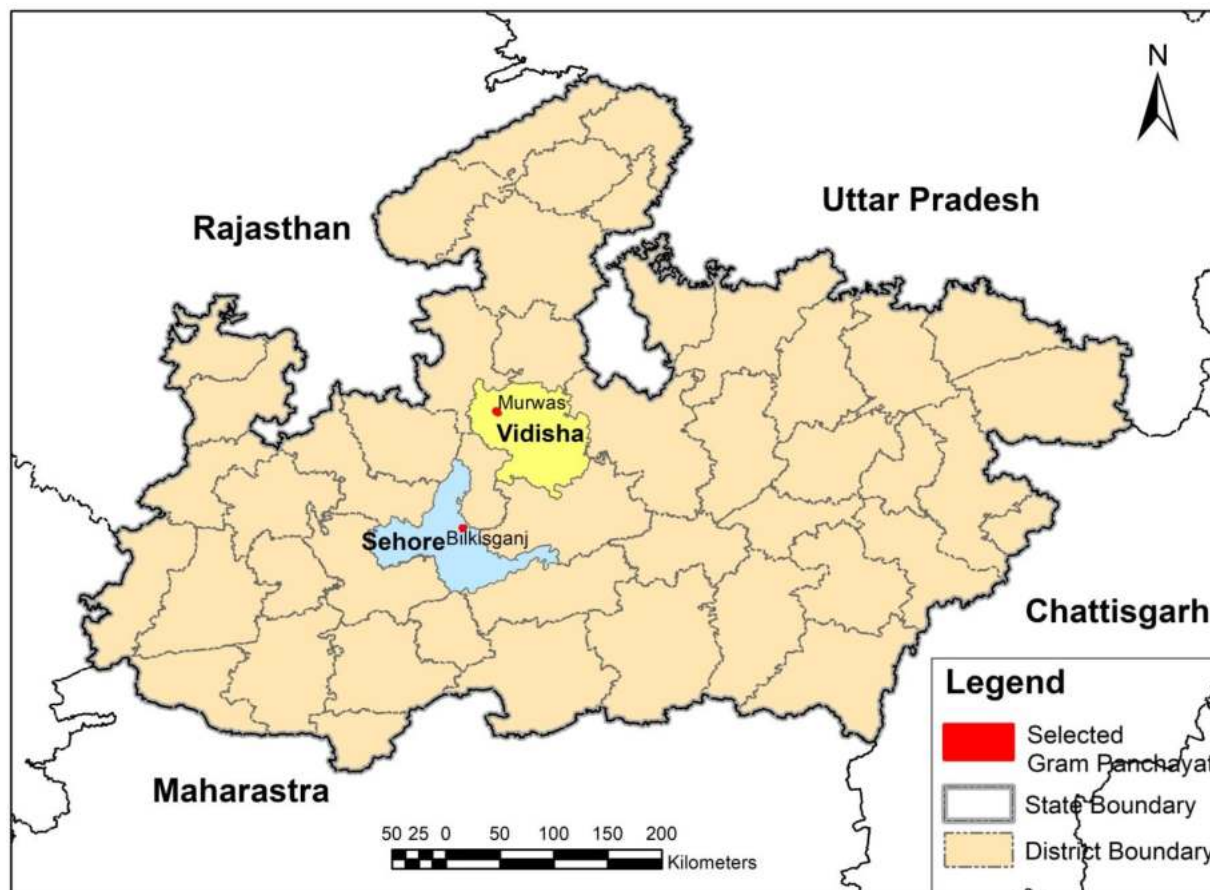 N
Uttar Pradesh
Rajasthan
Murwas
Vidisha
Sehore
Bilkisganj
Chattisgarh
Legend
Selected
Gram Panchayat
State Boundary
District Boundary
Maharastra
50 25 0 50 100 150 200
Kilometers